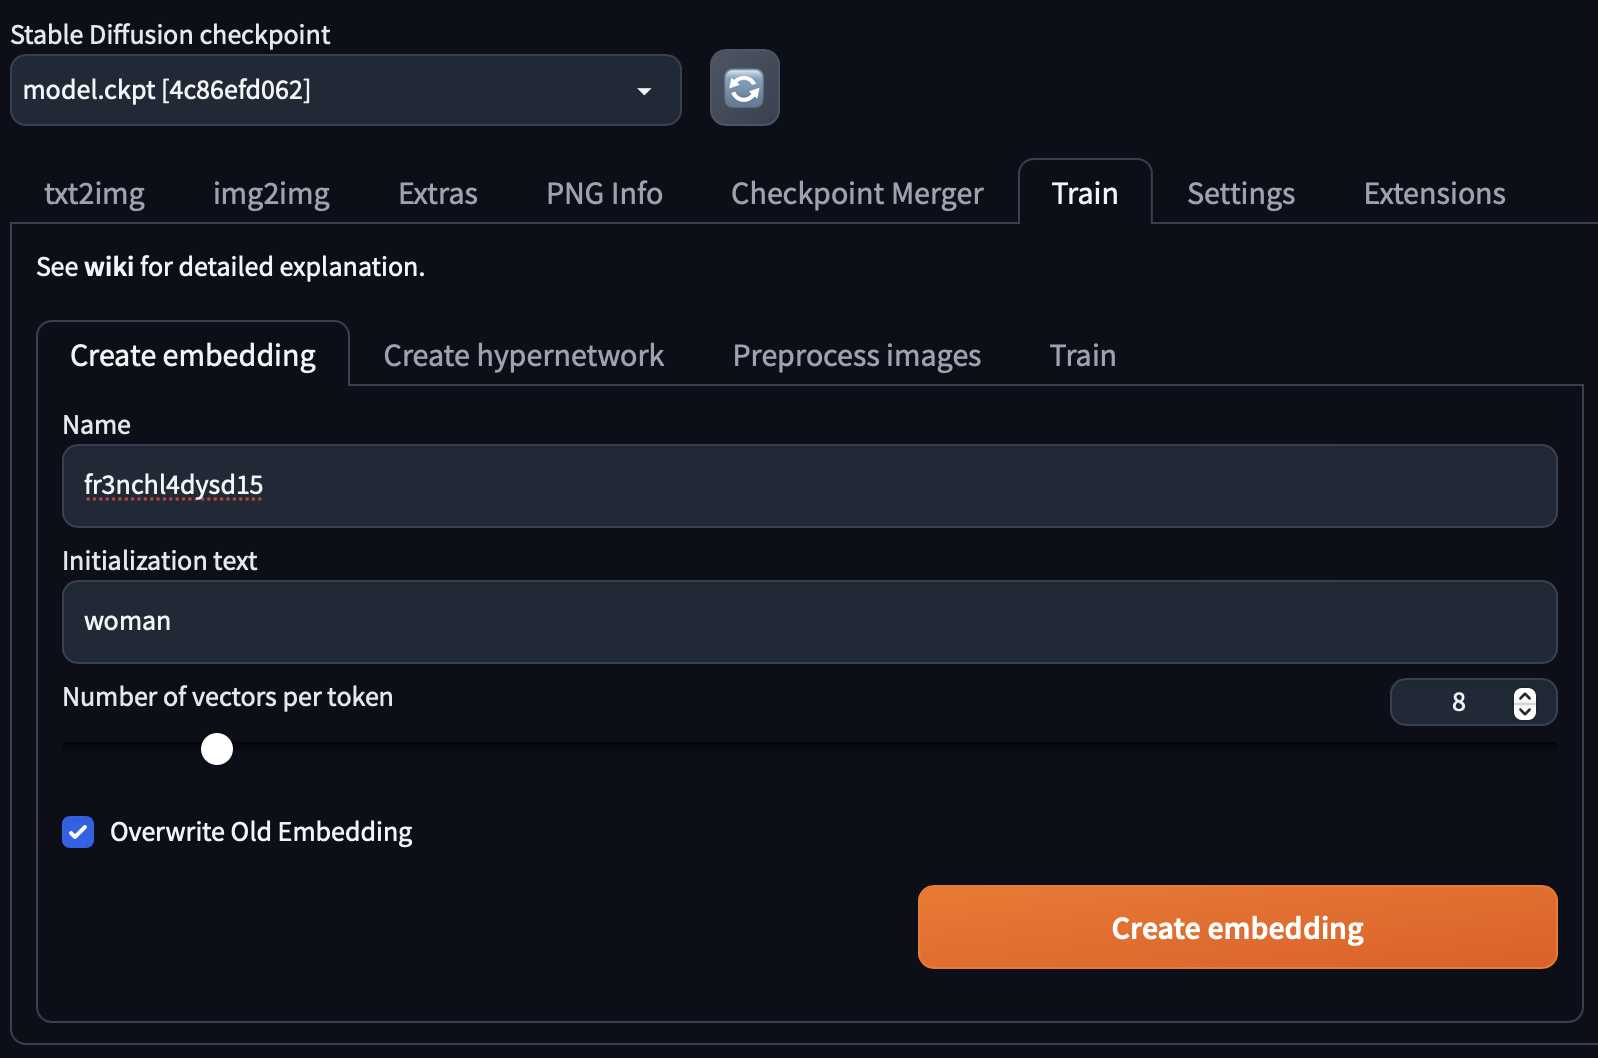 Stable Diffusion checkpoint
model.ckpt [4c86efd062]
txt2img img2img Extras PNG Info Checkpoint Merger Train Settings Extensions
See wiki for detailed explanation.
Create embedding Create hypernetwork Preprocess images Train
Name
fr3nchl4dysd15
Initialization text
woman
Number of vectors per token 8
Overwrite Old Embedding
Create embedding